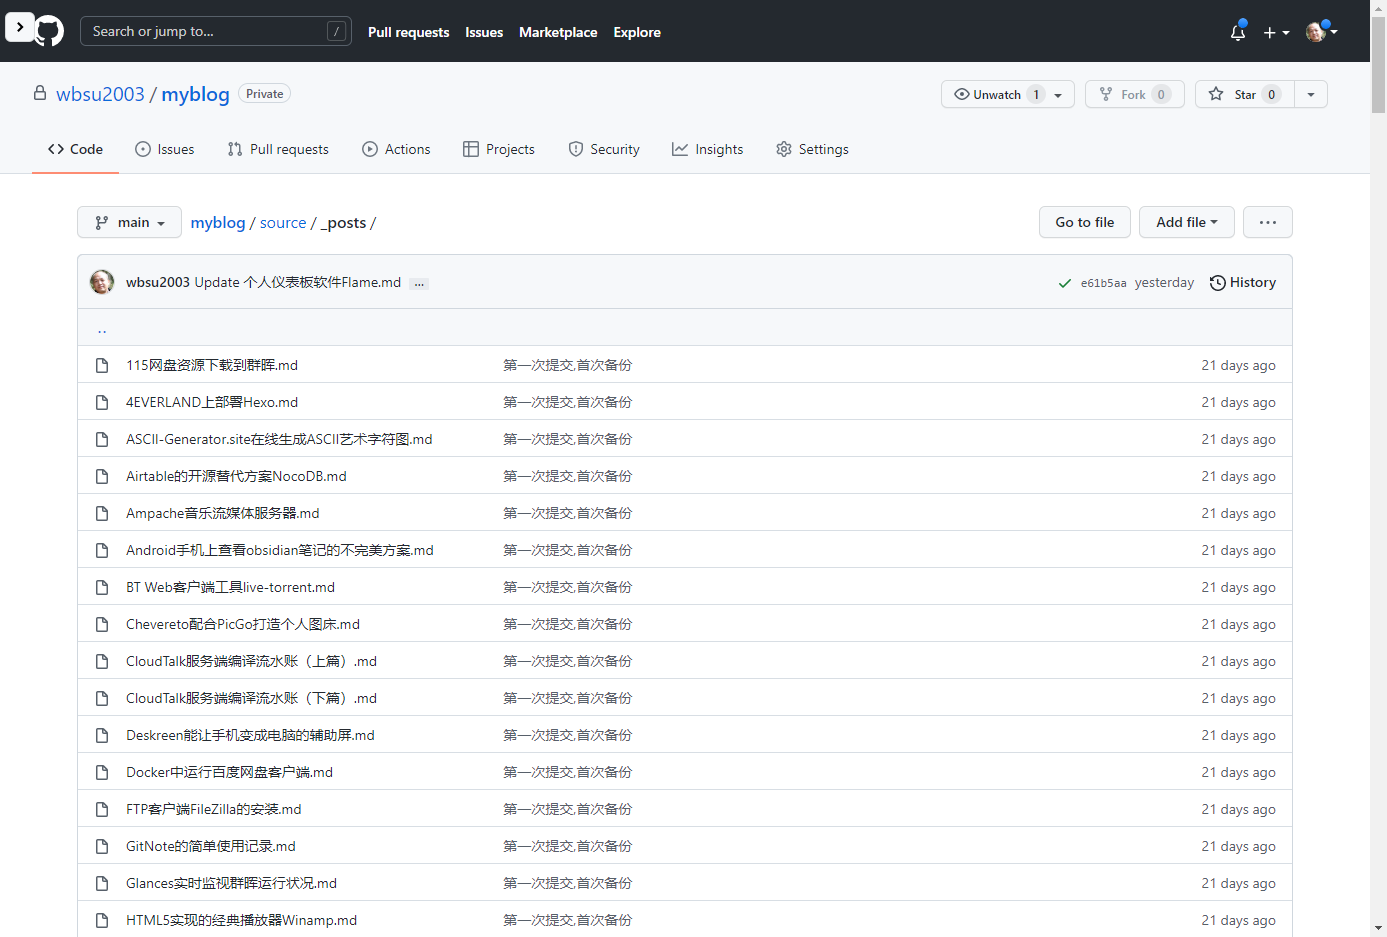 Search or jump to... /
Pull requests Issues Marketplace Explore
wbsu2003 / myblog Private
Unwatch 1 Fork 0 Star 0
Code Issues Pull requests Actions Projects Security Insights Settings
main myblog / source / _posts /
Go to file Add file ...
wbsu2003 Update 个人仪表板软件Flame.md ... e61b5aa yesterday History
..
115网盘资源下载到群晖.md 第一次提交,首次备份 21 days ago
4EVERLAND上部署Hexo.md 第一次提交,首次备份 21 days ago
ASCII-Generator.site在线生成ASCII艺术字符图.md 第一次提交,首次备份 21 days ago
Airtable的开源替代方案NocoDB.md 第一次提交,首次备份 21 days ago
Ampache音乐流媒体服务器.md 第一次提交,首次备份 21 days ago
Android手机上查看obsidian笔记的不完美方案.md 第一次提交,首次备份 21 days ago
BT Web客户端工具live-torrent.md 第一次提交,首次备份 21 days ago
Chevereto配合PicGo打造个人图床.md 第一次提交,首次备份 21 days ago
CloudTalk服务端编译流水账（上篇）.md 第一次提交,首次备份 21 days ago
CloudTalk服务端编译流水账（下篇）.md 第一次提交,首次备份 21 days ago
Deskreen能让手机变成电脑的辅助屏.md 第一次提交,首次备份 21 days ago
Docker中运行百度网盘客户端.md 第一次提交,首次备份 21 days ago
FTP客户端FileZilla的安装.md 第一次提交,首次备份 21 days ago
GitNote的简单使用记录.md 第一次提交,首次备份 21 days ago
Glances实时监视群晖运行状况.md 第一次提交,首次备份 21 days ago
HTML5实现的经典播放器Winamp.md 第一次提交,首次备份 21 days ago